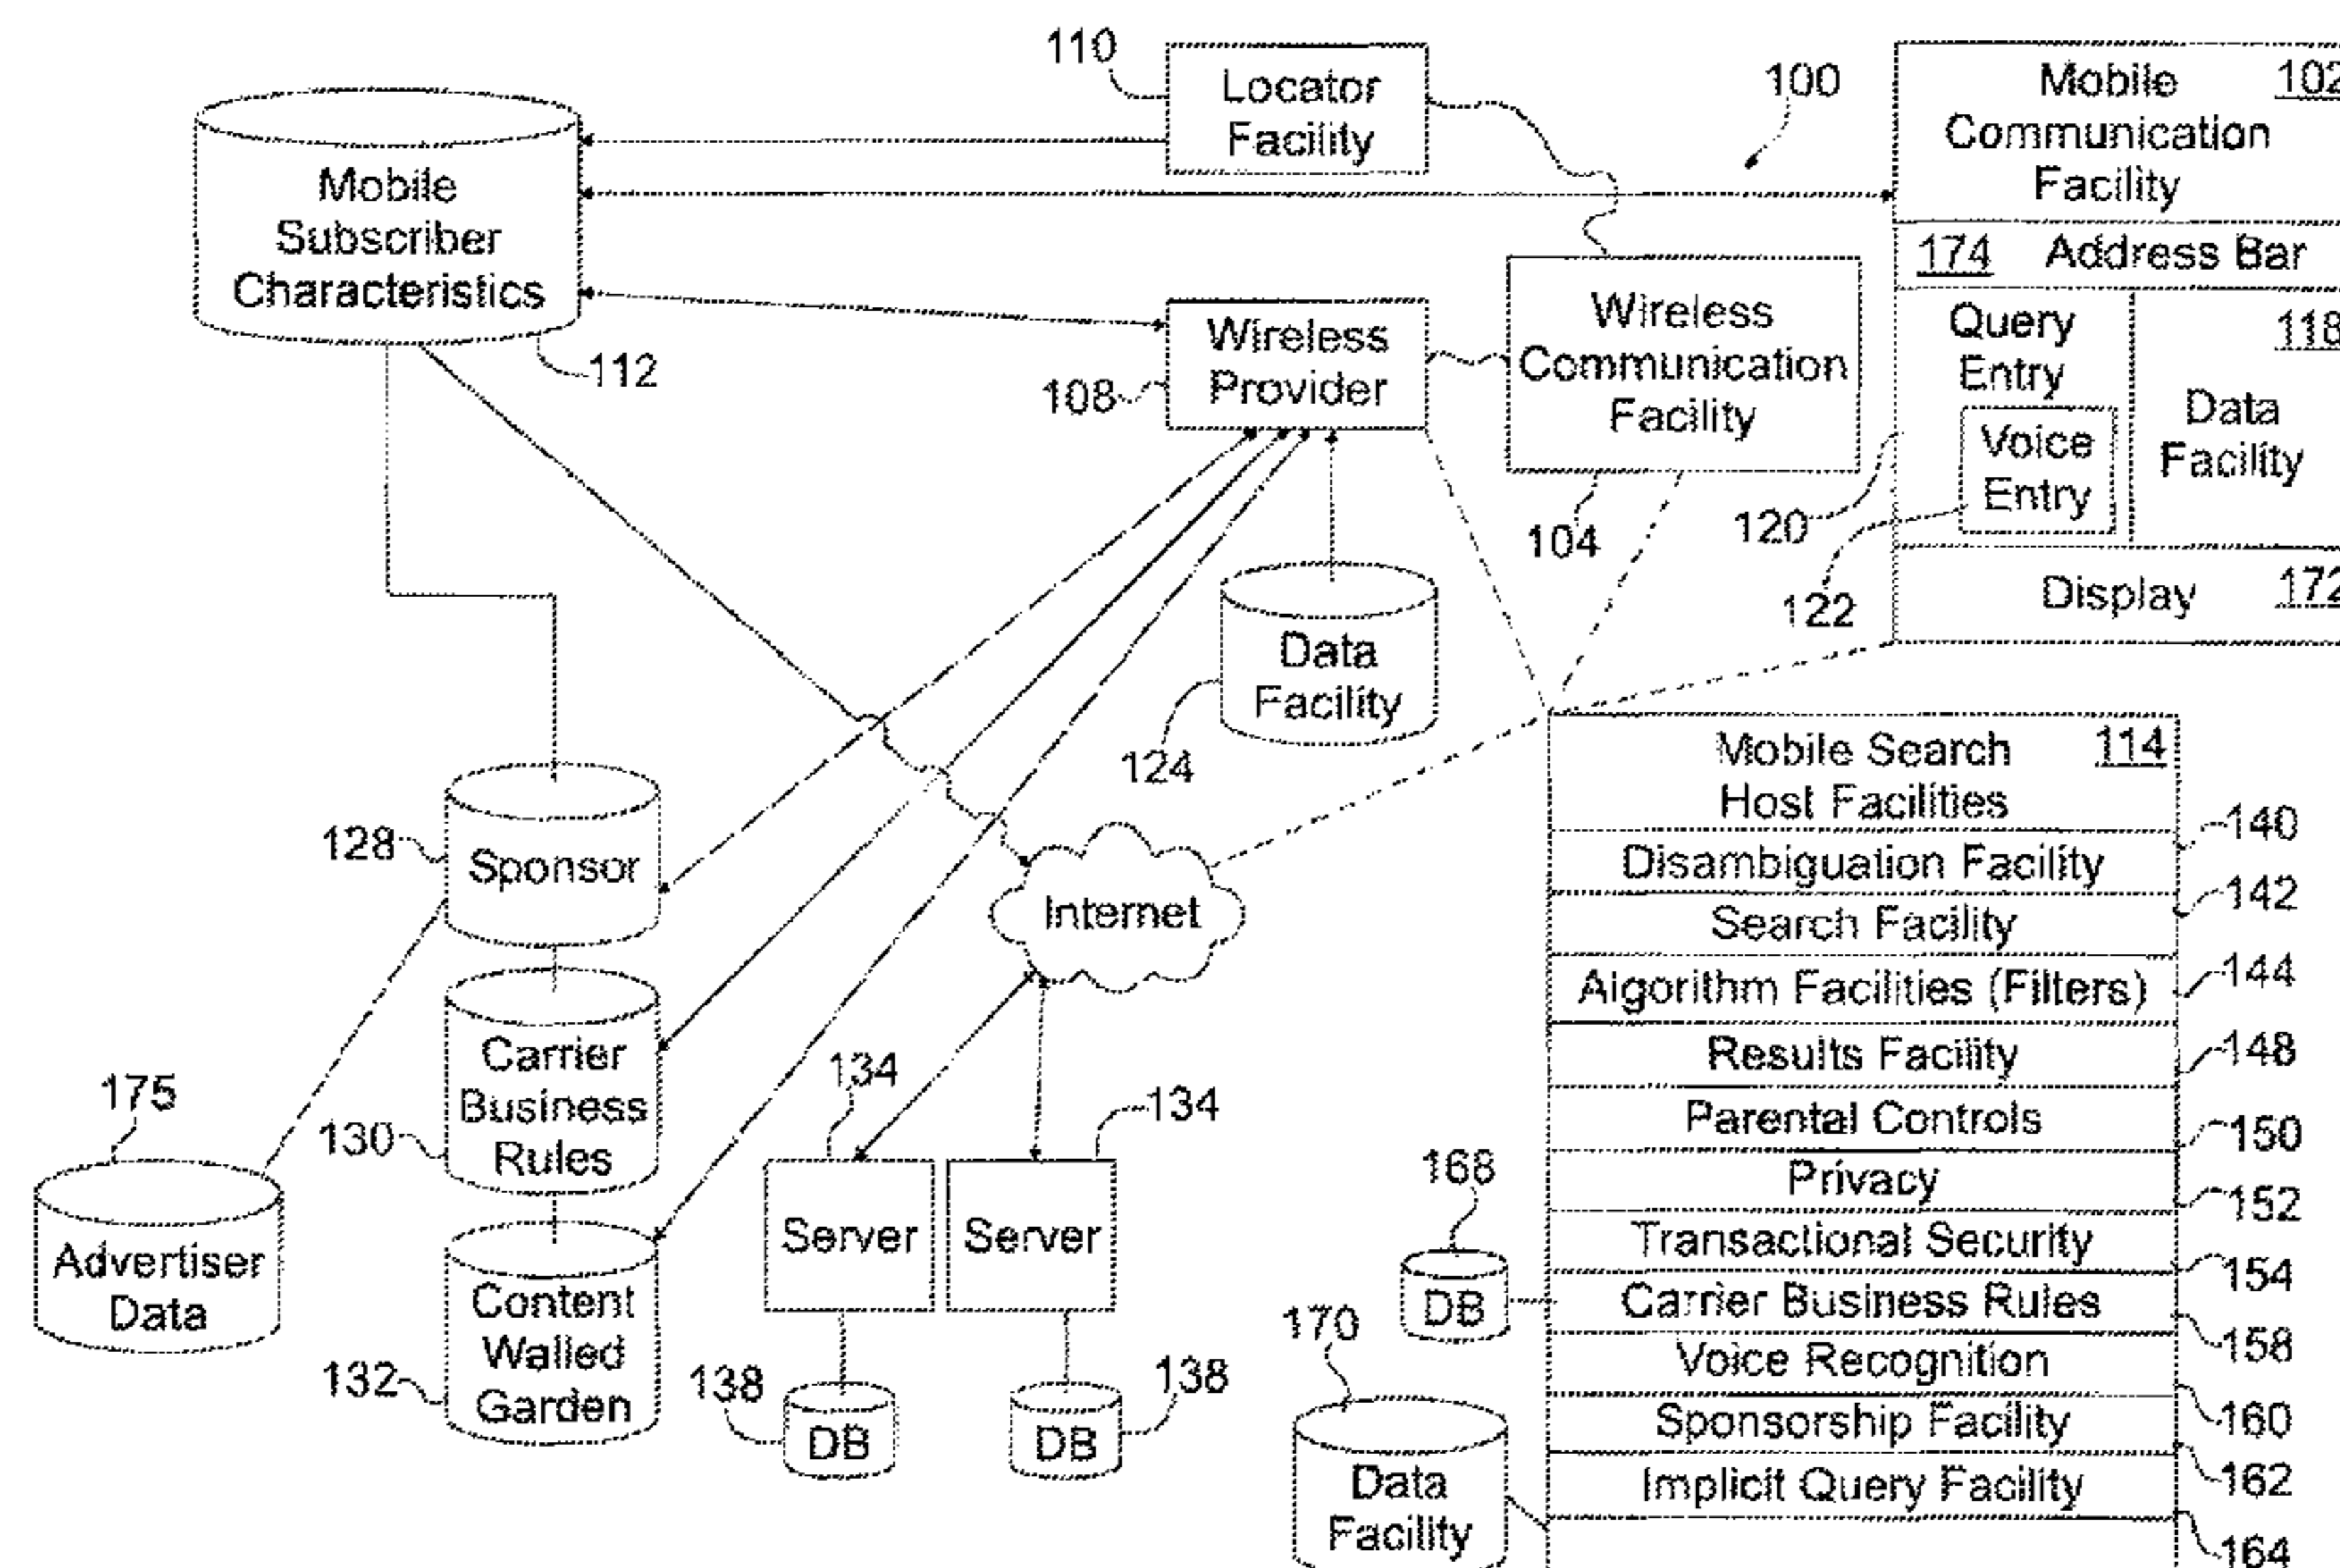 110
Locator
Facility
100
Mobile
Communication
Facility
102
174 Address Bar
Query
Entry
Voice
Entry
118
Data
Facility
120
122
Display 172
Mobile
Subscriber
Characteristics
112
108
Wireless
Provider
Wireless
Communication
Facility
104
Data
Facility
124
128
Sponsor
130
Carrier
Business
Rules
132
Content
Walled
Garden
175
Advertiser
Data
Internet
134
134
Server
Server
138
DB
138
DB
Mobile Search
Host Facilities
114
Disambiguation Facility
140
Search Facility
142
Algorithm Facilities (Filters)
144
Results Facility
148
Parental Controls
150
Privacy
152
Transactional Security
154
Carrier Business Rules
158
Voice Recognition
160
Sponsorship Facility
162
Implicit Query Facility
164
168
DB
170
Data
Facility